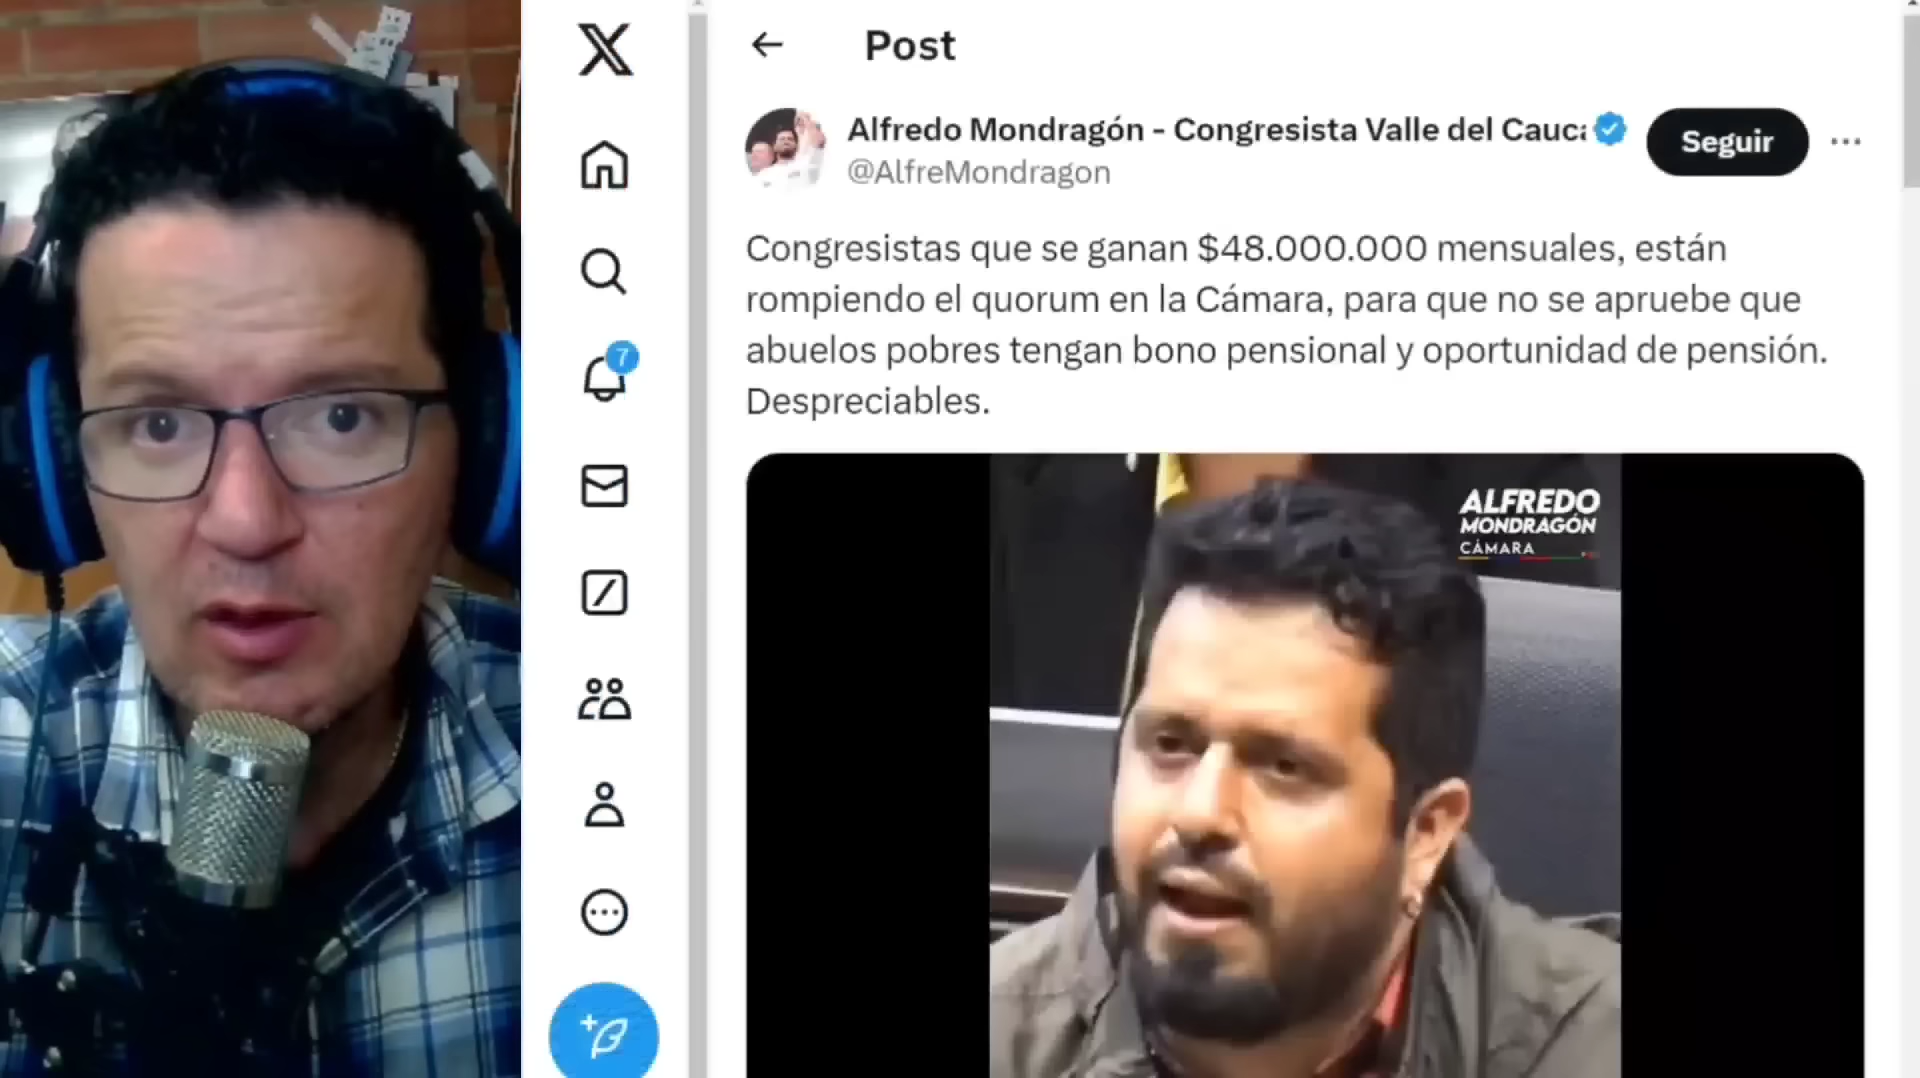 Post
Alfredo Mondragón - Congresista Valle del Cauca
@AlfreMondragon
Seguir
Congresistas que se ganan $48.000.000 mensuales, están
rompiendo el quorum en la Cámara, para que no se apruebe que
abuelos pobres tengan bono pensional y oportunidad de pensión.
Despreciables.
7
ALFREDO
MONDRAGÓN
CÁMARA